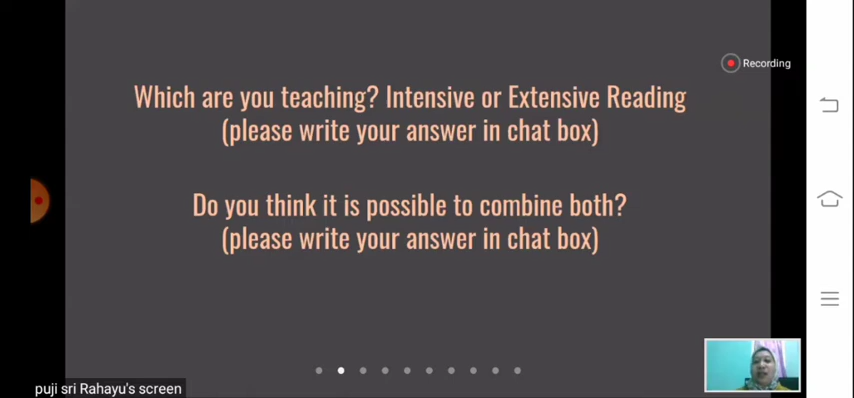 Recording
Which are you teaching? Intensive or Extensive Reading
(please write your answer in chat box)
Do you think it is possible to combine both?
(please write your answer in chat box)
puji sri Rahayu's screen